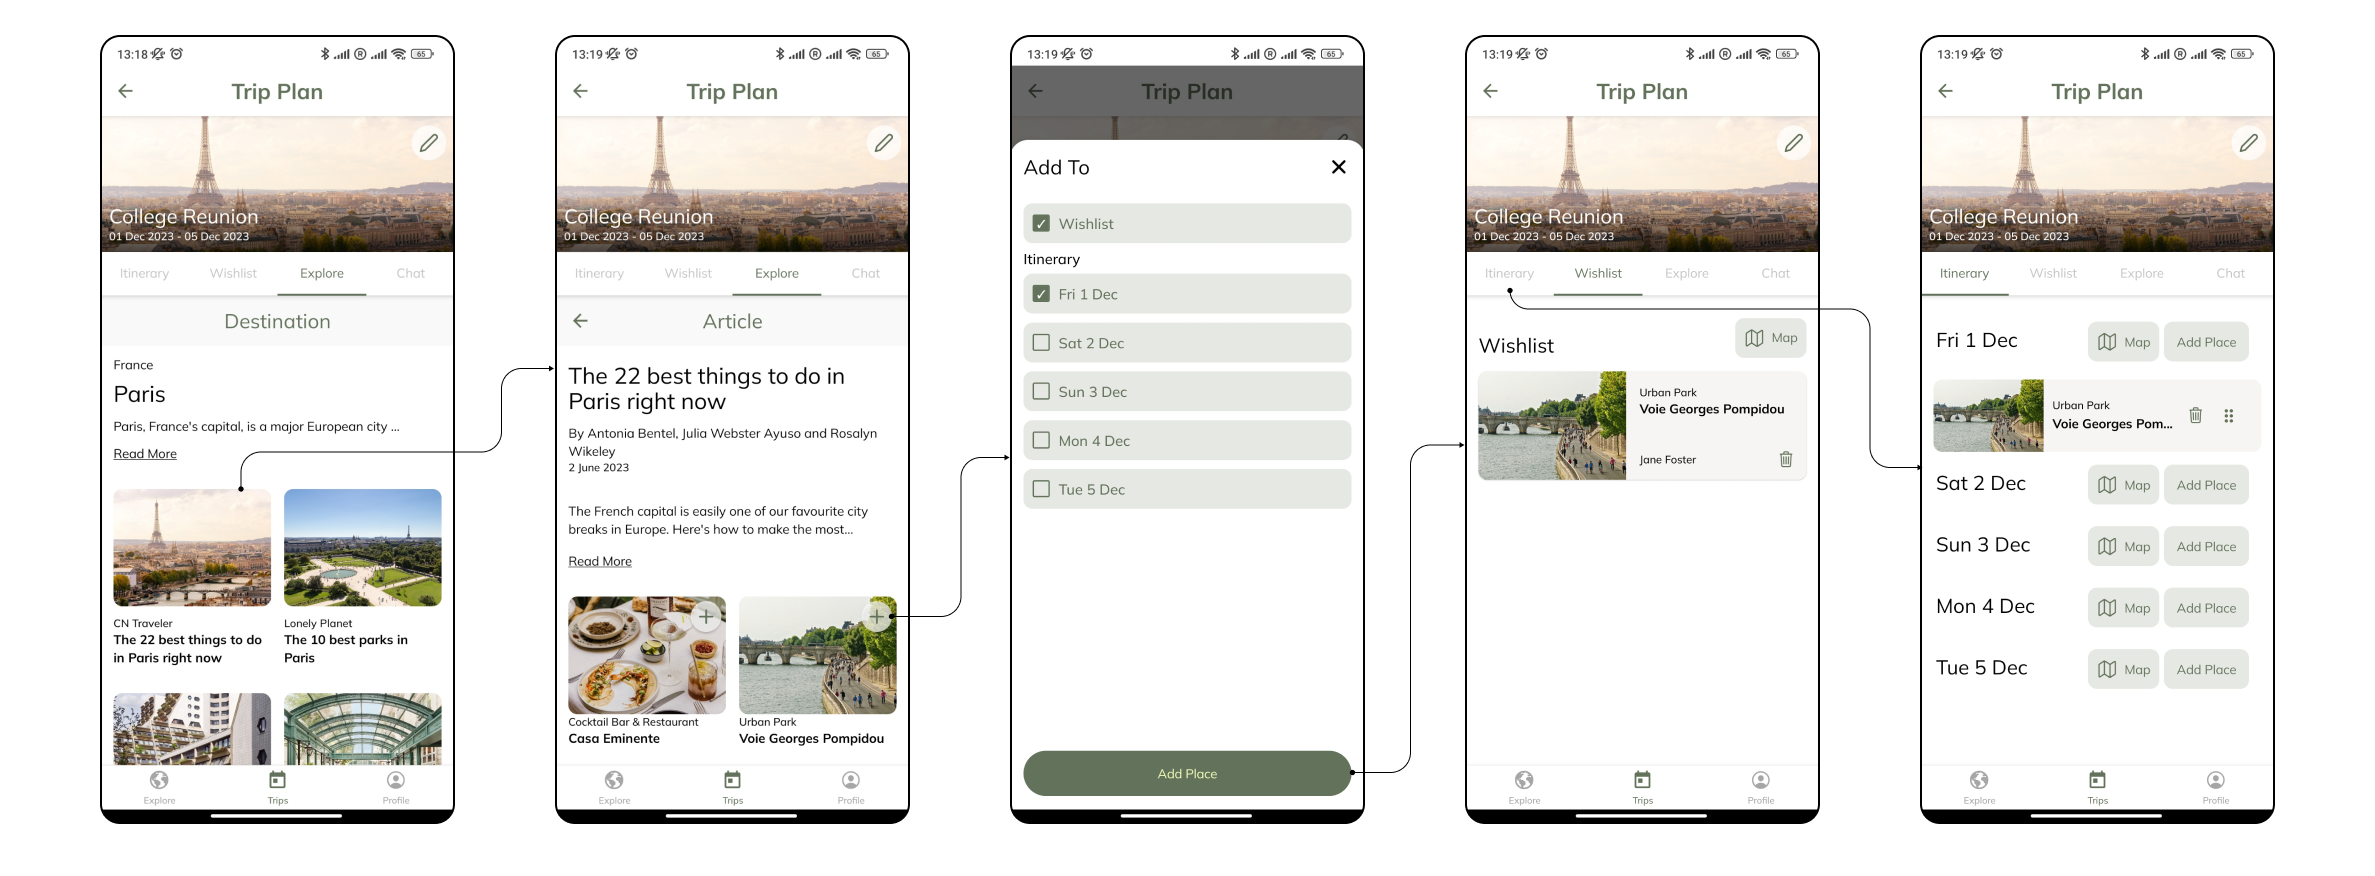 13:18
R
65
Trip Plan
College Reunion
01 Dec 2023 - 05 Dec 2023
Itinerary Wishlist Explore Chat
Destination
France
Paris
Paris, France's capital, is a major European city ...
Read More
CN Traveler
The 22 best things to do
in Paris right now
Lonely Planet
The 10 best parks in
Paris
Explore Trips Profile
13:19
R
65
Trip Plan
College Reunion
01 Dec 2023 - 05 Dec 2023
Itinerary Wishlist Explore Chat
Article
The 22 best things to do in
Paris right now
By Antonia Bentel, Julia Webster Ayuso and Rosalyn
Wikeley
2 June 2023
The French capital is easily one of our favourite city
breaks in Europe. Here's how to make the most...
Read More
Cocktail Bar & Restaurant
Casa Eminente
Urban Park
Voie Georges Pompidou
Explore Trips Profile
13:19
R
65
Trip Plan
Add To
Wishlist
Itinerary
Fri 1 Dec
Sat 2 Dec
Sun 3 Dec
Mon 4 Dec
Tue 5 Dec
Add Place
13:19
R
65
Trip Plan
College Reunion
01 Dec 2023 - 05 Dec 2023
Itinerary Wishlist Explore Chat
Wishlist Map
Urban Park
Voie Georges Pompidou
Jane Foster
Explore Trips Profile
13:19
R
65
Trip Plan
College Reunion
01 Dec 2023 - 05 Dec 2023
Itinerary Wishlist Explore Chat
Fri 1 Dec Map Add Place
Urban Park
Voie Georges Pom...
Sat 2 Dec Map Add Place
Sun 3 Dec Map Add Place
Mon 4 Dec Map Add Place
Tue 5 Dec Map Add Place
Explore Trips Profile